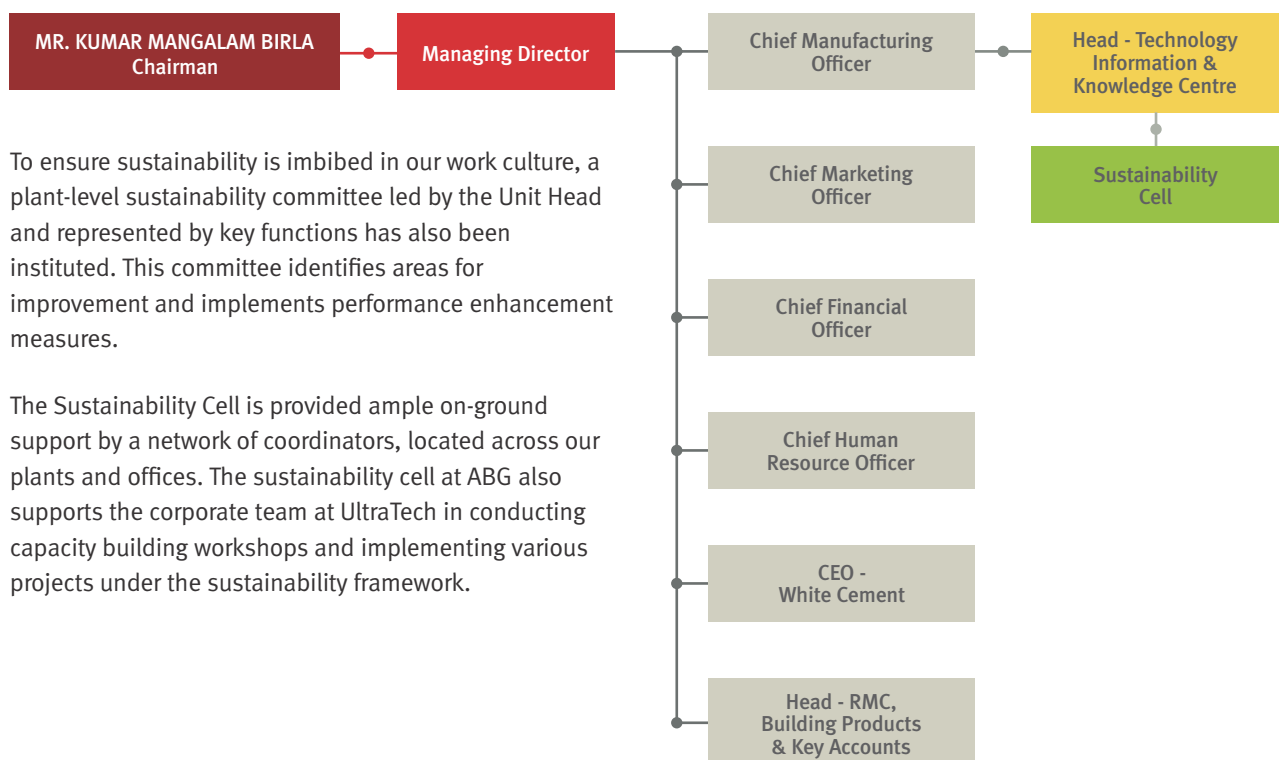 MR. KUMAR MANGALAM BIRLA
Chairman
Managing Director
Chief Manufacturing
Officer
Head - Technology
Information &
Knowledge Centre
Sustainability
Cell
Chief Marketing
Officer
Chief Financial
Officer
Chief Human
Resource Officer
CEO -
White Cement
Head - RMC,
Building Products
& Key Accounts
To ensure sustainability is imbibed in our work culture, a
plant-level sustainability committee led by the Unit Head
and represented by key functions has also been
instituted. This committee identifies areas for
improvement and implements performance enhancement
measures.
The Sustainability Cell is provided ample on-ground
support by a network of coordinators, located across our
plants and offices. The sustainability cell at ABG also
supports the corporate team at UltraTech in conducting
capacity building workshops and implementing various
projects under the sustainability framework.